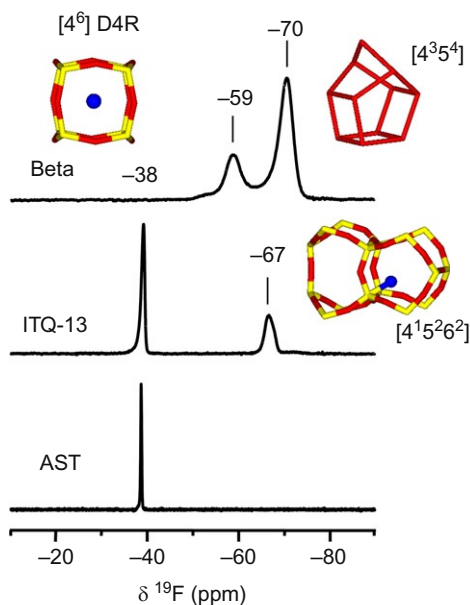 [4⁶] D4R
–70
[4³5⁴]
–59
Beta
–38
–67
ITQ-13
[4¹5²6²]
AST
–20 –40 –60 –80
δ ¹⁹F (ppm)